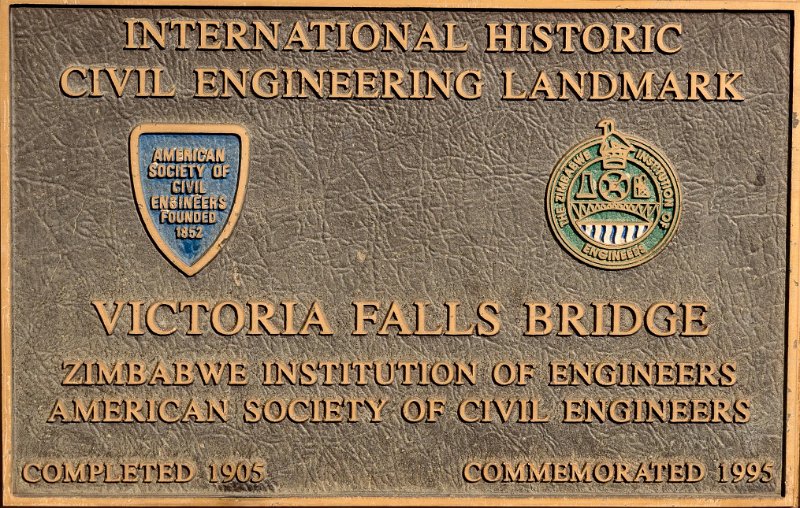 INTERNATIONAL HISTORIC
CIVIL ENGINEERING LANDMARK
AMERICAN
SOCIETY OF
CIVIL
ENGINEERS
FOUNDED
1852
THE ZIMBABWE INSTITUTION OF
ENGINEERS
VICTORIA FALLS BRIDGE
ZIMBABWE INSTITUTION OF ENGINEERS
AMERICAN SOCIETY OF CIVIL ENGINEERS
COMPLETED 1905
COMMEMORATED 1995